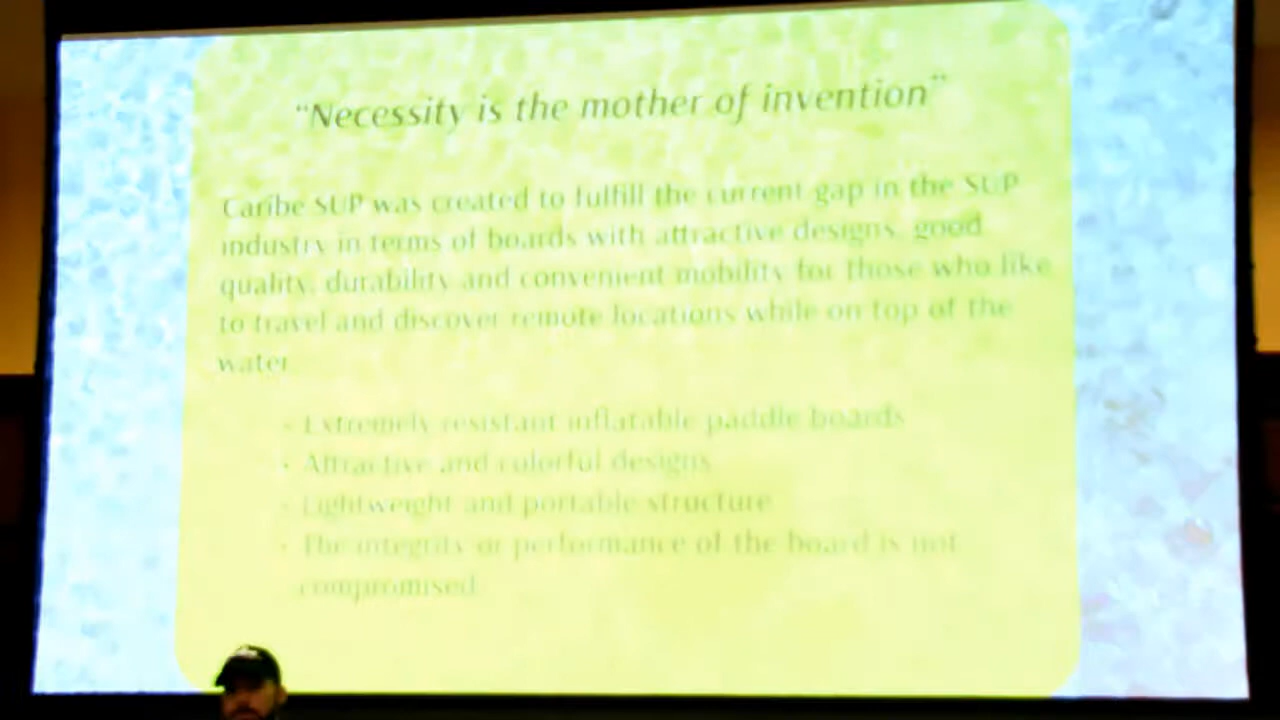 “Necessity is the mother of invention”
Caribe SUP was created to fulfill the current gap in the SUP
industry in terms of boards with attractive designs, good
quality, durability and convenient mobility for those who like
to travel and discover remote locations while on top of the
water
• Extremely resistant inflatable paddle boards
• Attractive and colorful designs
• Lightweight and portable structure
• The integrity or performance of the board is not
compromised